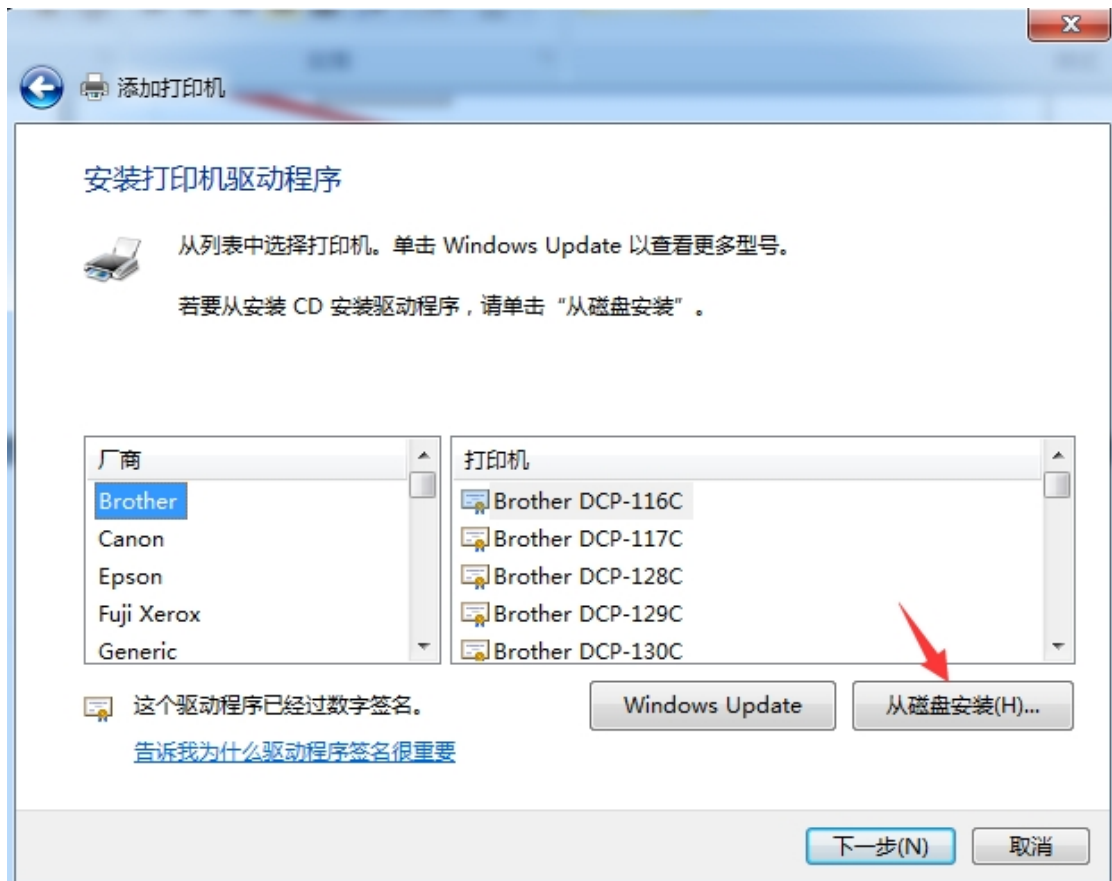 添加打印机
安装打印机驱动程序
从列表中选择打印机。单击 Windows Update 以查看更多型号。
若要从安装 CD 安装驱动程序，请单击“从磁盘安装”。
厂商
Brother
Canon
Epson
Fuji Xerox
Generic
打印机
Brother DCP-116C
Brother DCP-117C
Brother DCP-128C
Brother DCP-129C
Brother DCP-130C
这个驱动程序已经过数字签名。
告诉我为什么驱动程序签名很重要
Windows Update
从磁盘安装(H)...
下一步(N)
取消